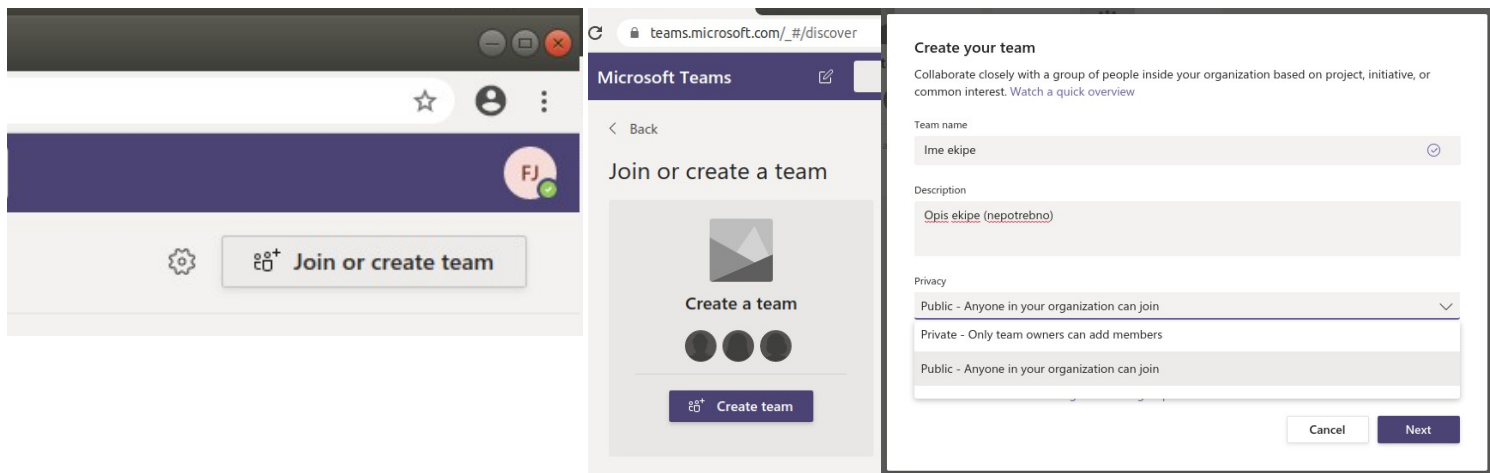 FJ
Join or create team
teams.microsoft.com/_#/discover
Microsoft Teams
Back
Join or create a team
Create a team
Create team
Create your team
Collaborate closely with a group of people inside your organization based on project, initiative, or
common interest. Watch a quick overview
Team name
Ime ekipe
Description
Opis ekipe (nepotrebno)
Privacy
Public - Anyone in your organization can join
Private - Only team owners can add members
Public - Anyone in your organization can join
Cancel
Next